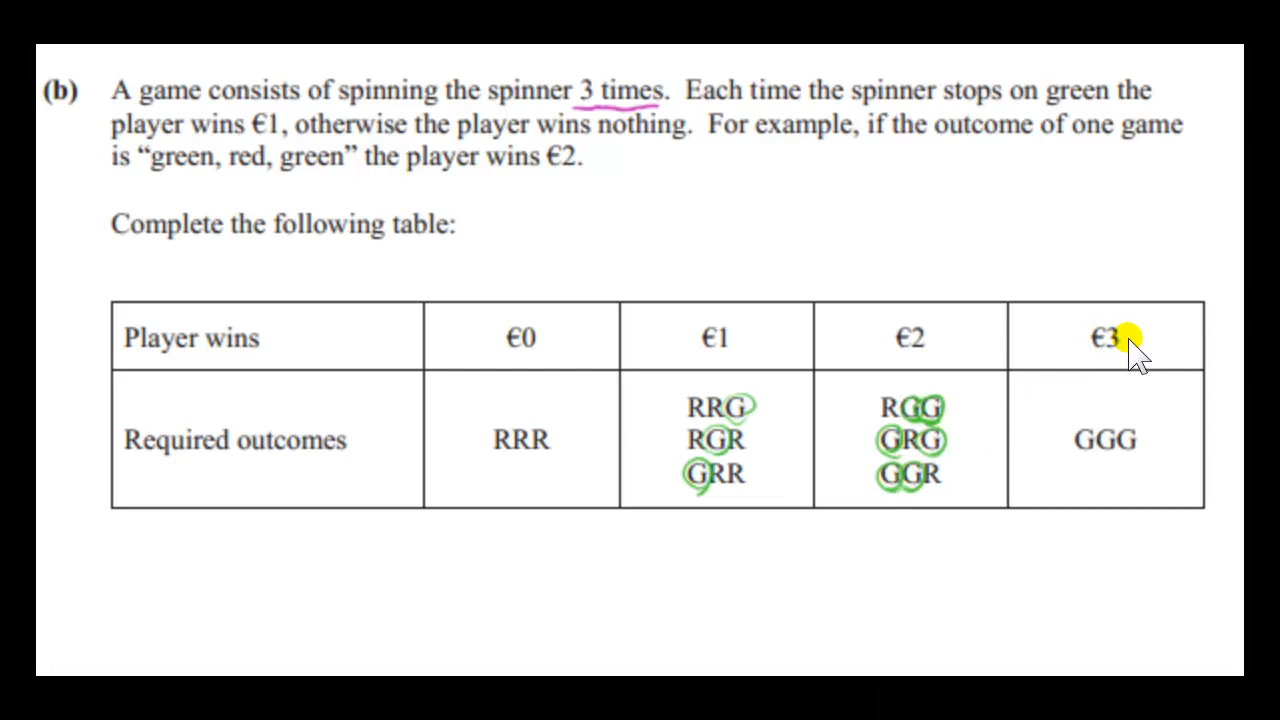 (b) A game consists of spinning the spinner 3 times. Each time the spinner stops on green the
player wins €1, otherwise the player wins nothing. For example, if the outcome of one game
is “green, red, green” the player wins €2.
Complete the following table:
Player wins €0 €1 €2 €3
RRG RGG
Required outcomes RRR RGR GRG GGG
GRR GGR